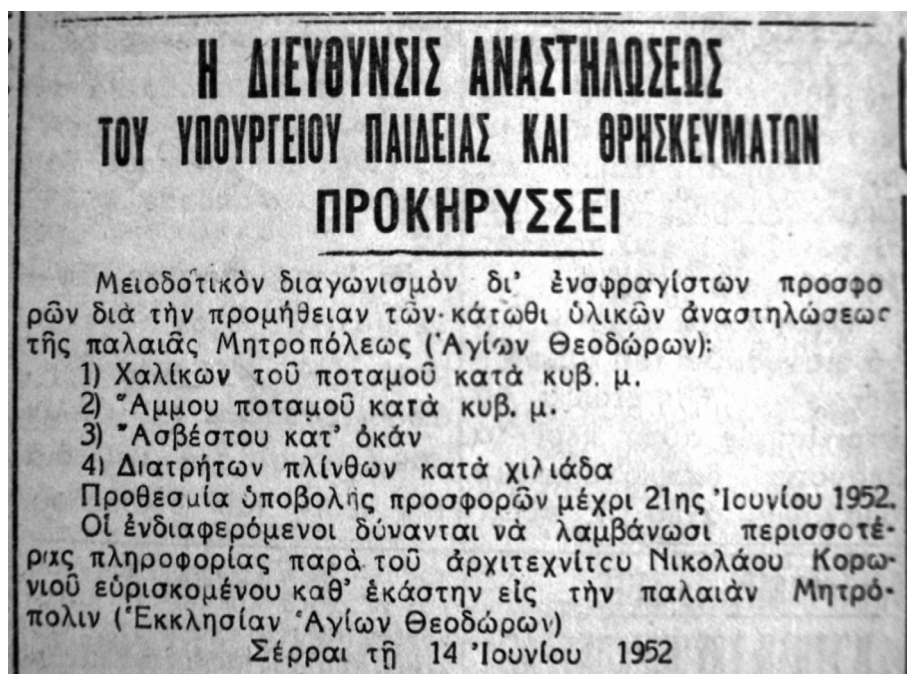 Η ΔΙΕΥΘΥΝΣΙΣ ΑΝΑΣΤΗΛΩΣΕΩΣ
ΤΟΥ ΥΠΟΥΡΓΕΙΟΥ ΠΑΙΔΕΙΑΣ ΚΑΙ ΘΡΗΣΚΕΥΜΑΤΩΝ
ΠΡΟΚΗΡΥΣΣΕΙ
Μειοδοτικὸν διαγωνισμὸν δι' ἐνσφραγίστων προσφο
ρῶν διὰ τὴν προμήθειαν τῶν κάτωθι ὑλικῶν ἀναστηλώσεως
τῆς παλαιᾶς Μητροπόλεως (Ἁγίων Θεοδώρων):
1) Χαλίκων τοῦ ποταμοῦ κατὰ κυβ. μ.
2) Ἄμμου ποταμοῦ κατὰ κυβ. μ.
3) Ἀσβέστου κατ' ὀκάν
4) Διατρήτων πλίνθων κατὰ χιλιάδα
Προθεσμία ὑποβολῆς προσφορῶν μέχρι 21ης Ἰουνίου 1952.
Οἱ ἐνδιαφερόμενοι δύνανται νὰ λαμβάνωσι περισσοτέ-
ρας πληροφορίας παρὰ τοῦ ἀρχιτεχνίτου Νικολάου Κορω-
νιοῦ εὑρισκομένου καθ' ἑκάστην εἰς τὴν παλαιὰν Μητρό-
πολιν (Ἐκκλησίαν Ἁγίων Θεοδώρων)
Σέρραι τῇ 14 Ἰουνίου 1952